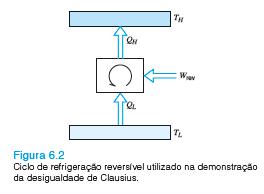 T_H
Q_H
W_rev
Q_L
T_L
Figura 6.2
Ciclo de refrigeração reversível utilizado na demonstração
da desigualdade de Clausius.